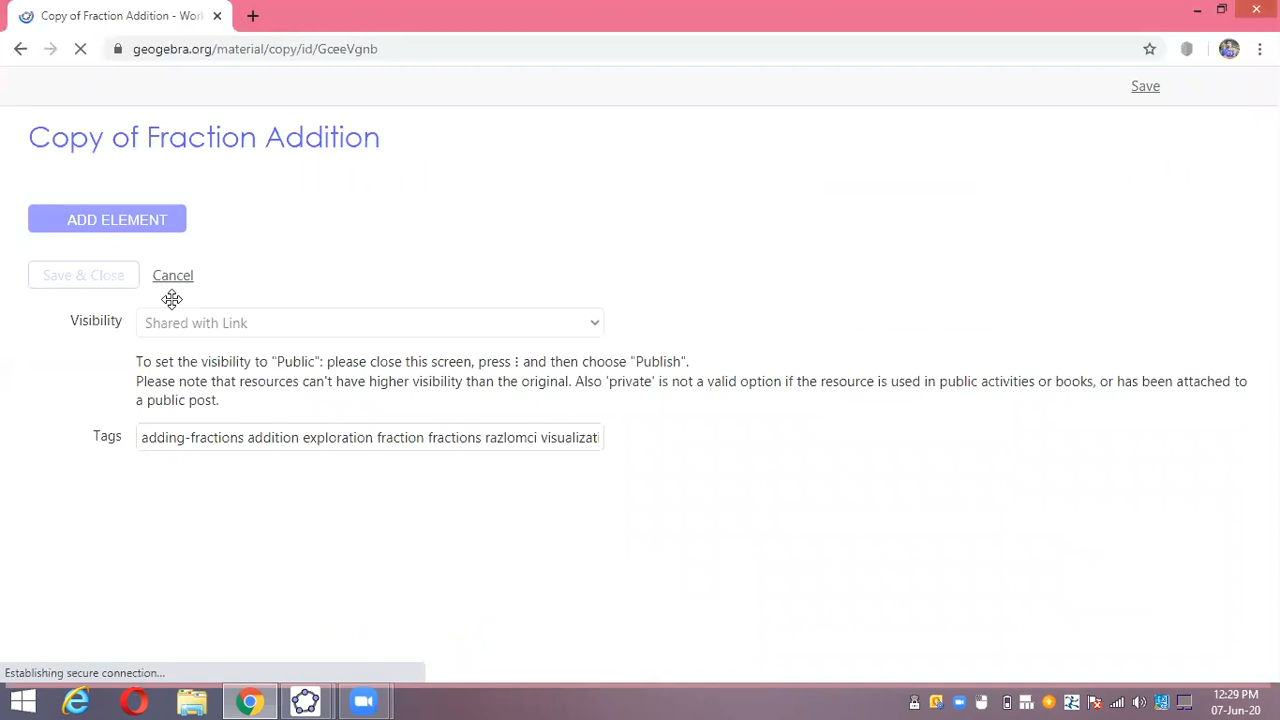 Copy of Fraction Addition - Work
geogebra.org/material/copy/id/GceeVgnb
Save
Copy of Fraction Addition
ADD ELEMENT
Save & Close Cancel
Visibility Shared with Link
To set the visibility to "Public": please close this screen, press ⋮ and then choose "Publish".
Please note that resources can't have higher visibility than the original. Also 'private' is not a valid option if the resource is used in public activities or books, or has been attached to
a public post.
Tags adding-fractions addition exploration fraction fractions razlomci visualizati
Establishing secure connection...
12:29 PM
07-Jun-20